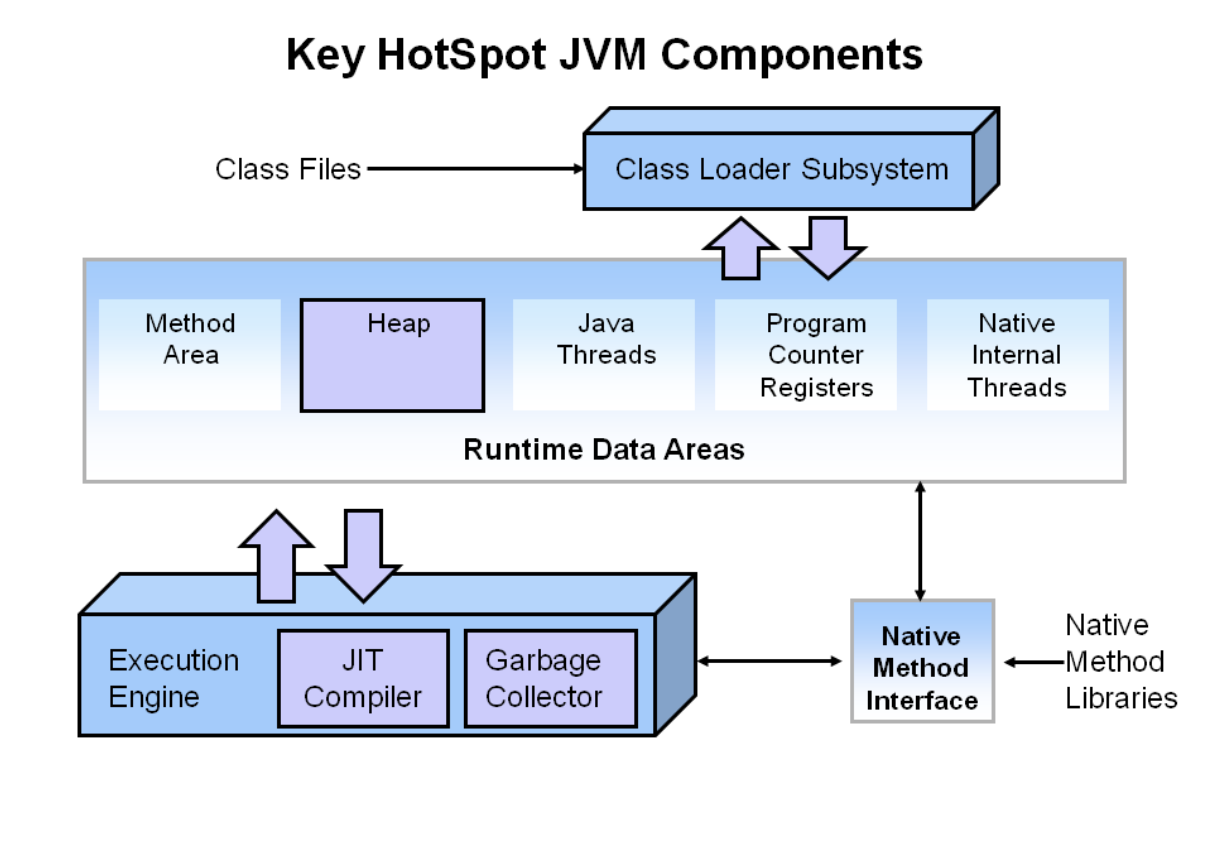 Key HotSpot JVM Components
Class Files
Class Loader Subsystem
Method
Area
Heap
Java
Threads
Program
Counter
Registers
Native
Internal
Threads
Runtime Data Areas
Execution
Engine
JIT
Compiler
Garbage
Collector
Native
Method
Interface
Native
Method
Libraries